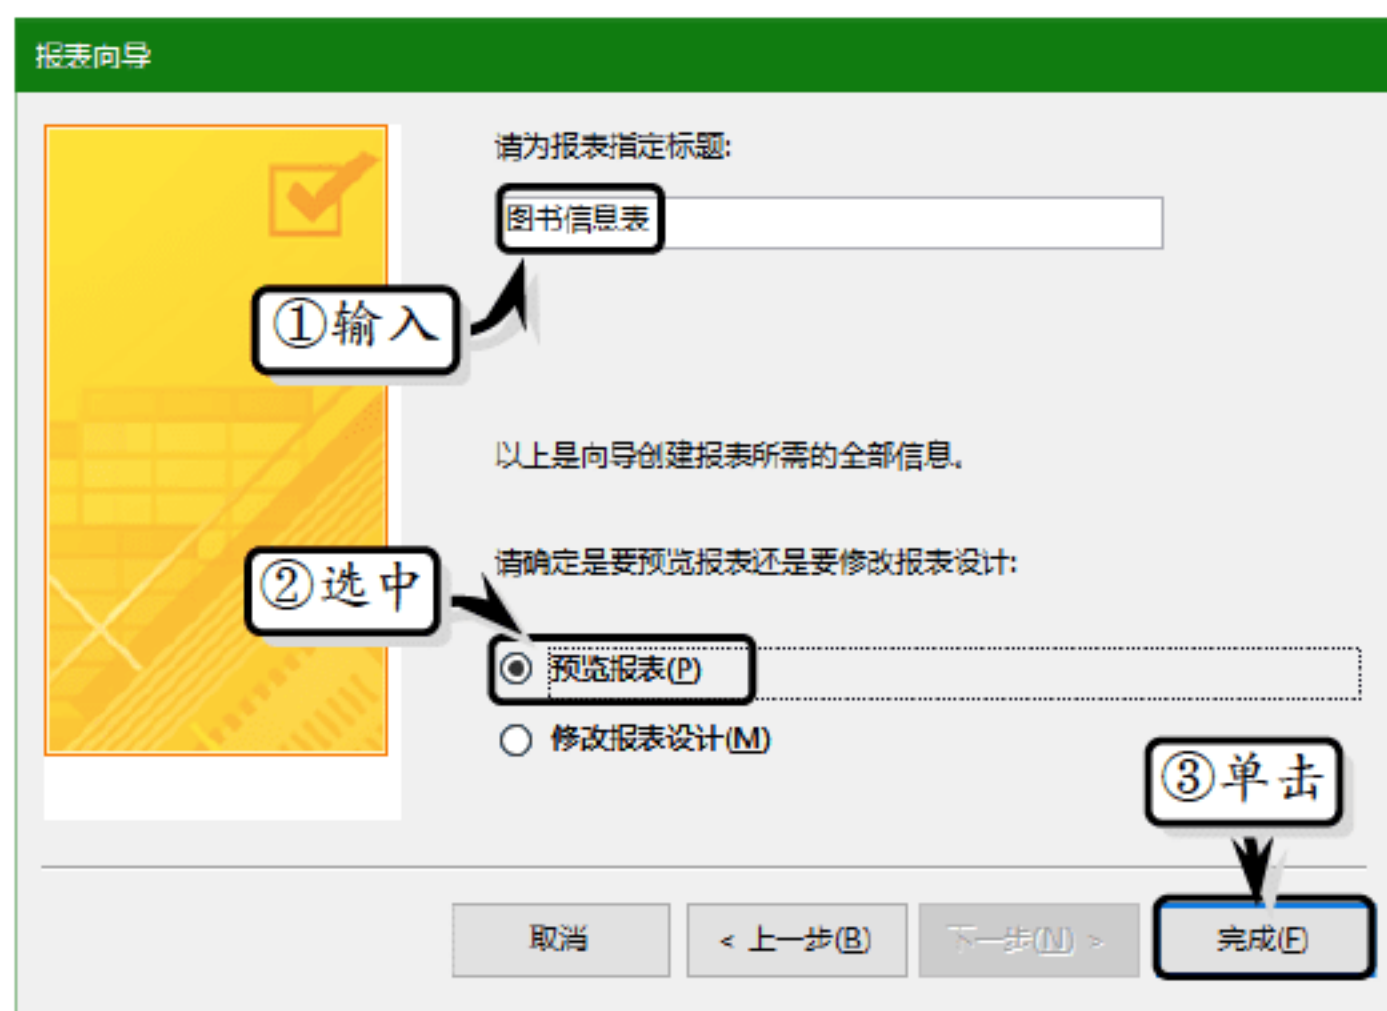 报表向导
请为报表指定标题:
图书信息表
①输入
以上是向导创建报表所需的全部信息。
请确定是要预览报表还是要修改报表设计:
②选中
预览报表(P)
修改报表设计(M)
③单击
取消
< 上一步(B)
下一步(N) >
完成(F)